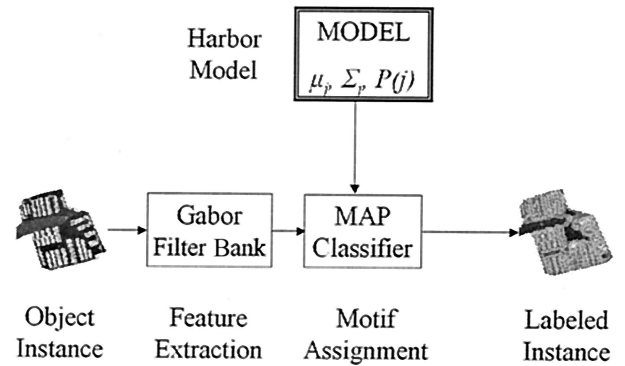 Harbor
Model
MODEL
μj, Σj, P(j)
Gabor
Filter Bank
MAP
Classifier
Object
Instance
Feature
Extraction
Motif
Assignment
Labeled
Instance